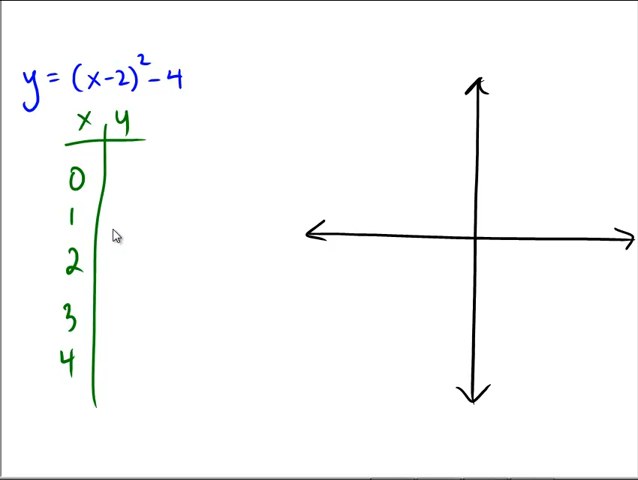 y = (x-2)² - 4
x y
0
1
2
3
4